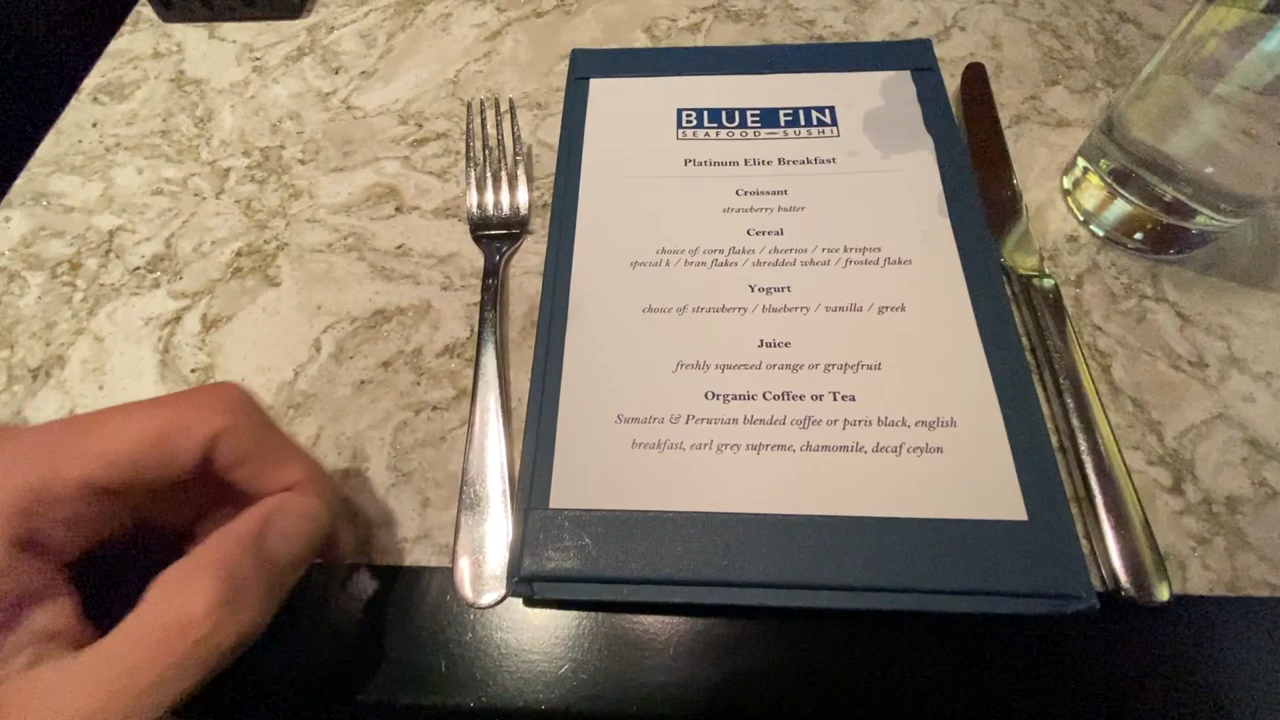 BLUE FIN
SEAFOOD — SUSHI
Platinum Elite Breakfast
Croissant
strawberry butter
Cereal
choice of: corn flakes / cheerios / rice krispies
special k / bran flakes / shredded wheat / frosted flakes
Yogurt
choice of: strawberry / blueberry / vanilla / greek
Juice
freshly squeezed orange or grapefruit
Organic Coffee or Tea
Sumatra & Peruvian blended coffee or paris black, english
breakfast, earl grey supreme, chamomile, decaf ceylon